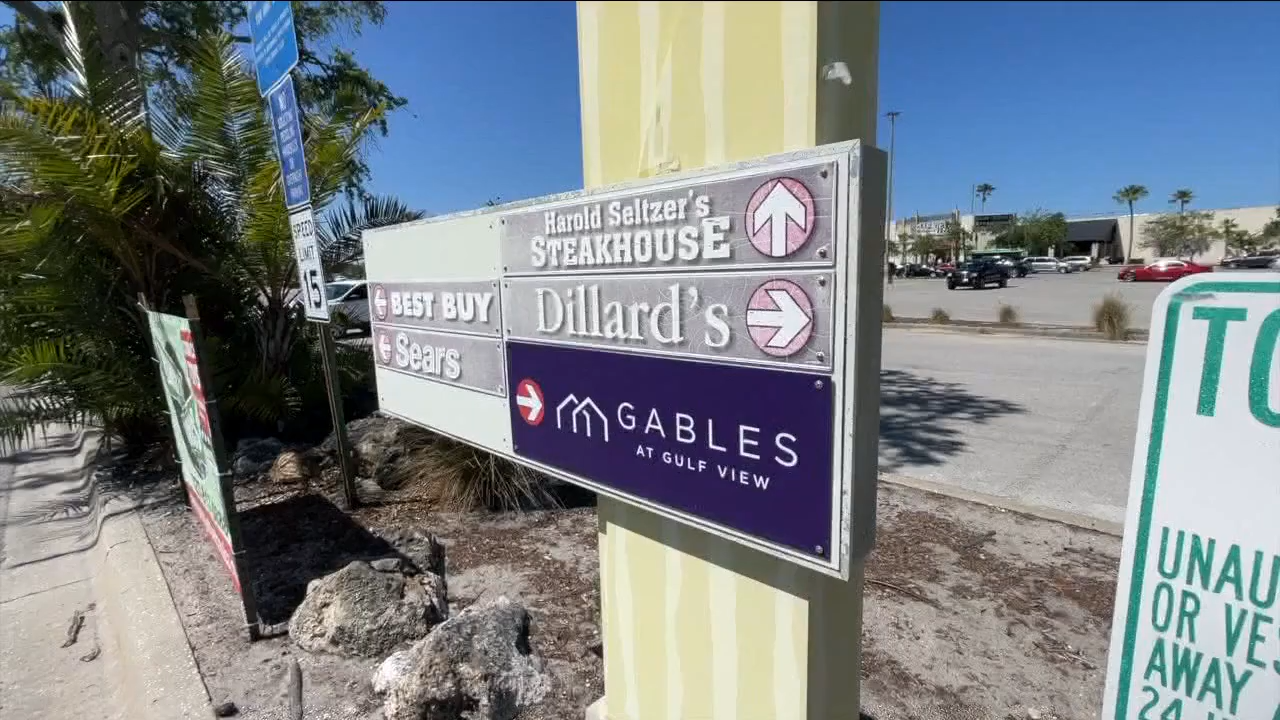 SPEED
LIMIT
15
BEST BUY
Sears
Harold Seltzer's
STEAKHOUSE
Dillard's
GABLES
AT GULF VIEW
UNAU
OR VE
AWAY
24